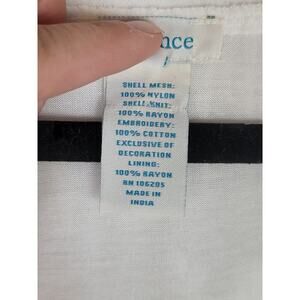 nce
SHELL MESH:
100% NYLON
SHELL KNIT:
100% RAYON
EMBROIDERY:
100% COTTON
EXCLUSIVE OF
DECORATION
LINING:
100% RAYON
RN 106205
MADE IN
INDIA